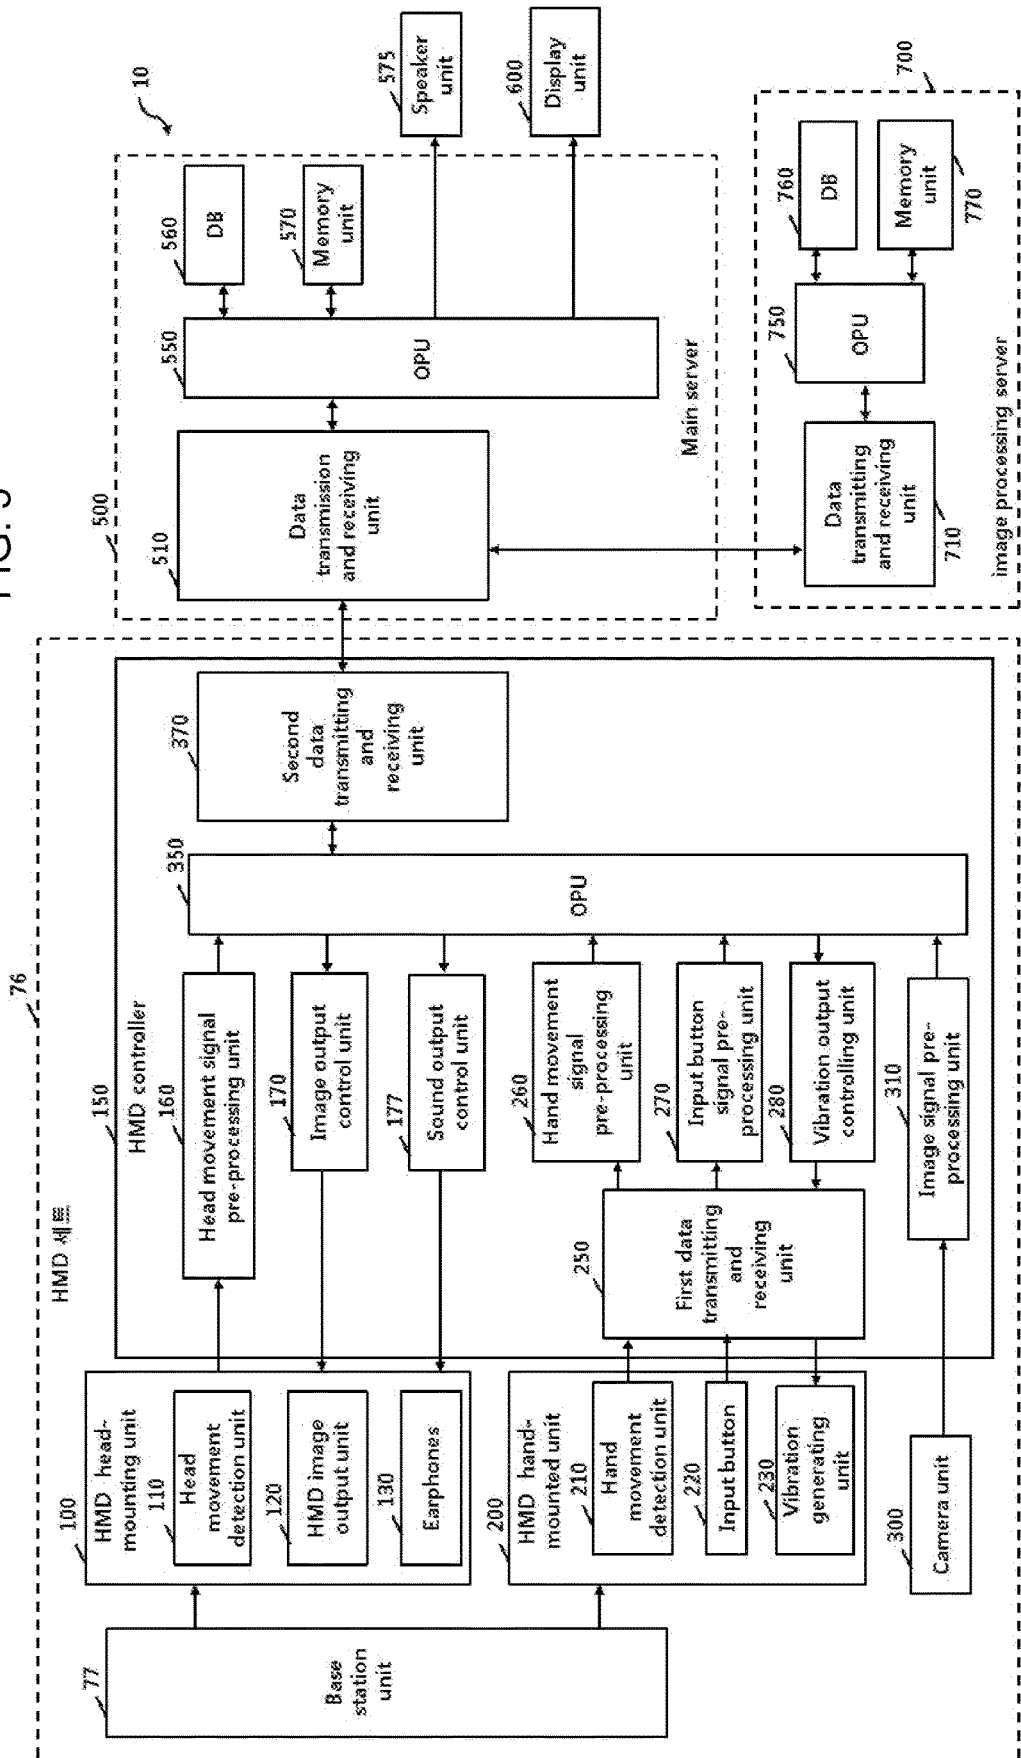 76
HMD 세트
77
Base
station
unit
100
HMD head-
mounting unit
110
Head
movement
detection unit
120
HMD image
output unit
130
Earphones
200
HMD hand-
mounted unit
210
Hand
movement
detection unit
220
Input button
230
Vibration
generating
unit
300
Camera unit
150
HMD controller
160
Head movement signal
pre-processing unit
170
Image output
control unit
177
Sound output
control unit
250
First data
transmitting
and
receiving
unit
260
Hand movement
signal
pre-processing
unit
270
Input button
signal pre-
processing unit
280
Vibration output
controlling unit
310
Image signal pre-
processing unit
350
OPU
370
Second
data
transmitting
and
receiving
unit
10
500
510
Data
transmission
and receiving
unit
550
OPU
560
DB
570
Memory
unit
Main server
575
Speaker
unit
600
Display
unit
700
710
Data
transmitting
and receiving
unit
750
OPU
760
DB
Memory
unit
770
image processing server